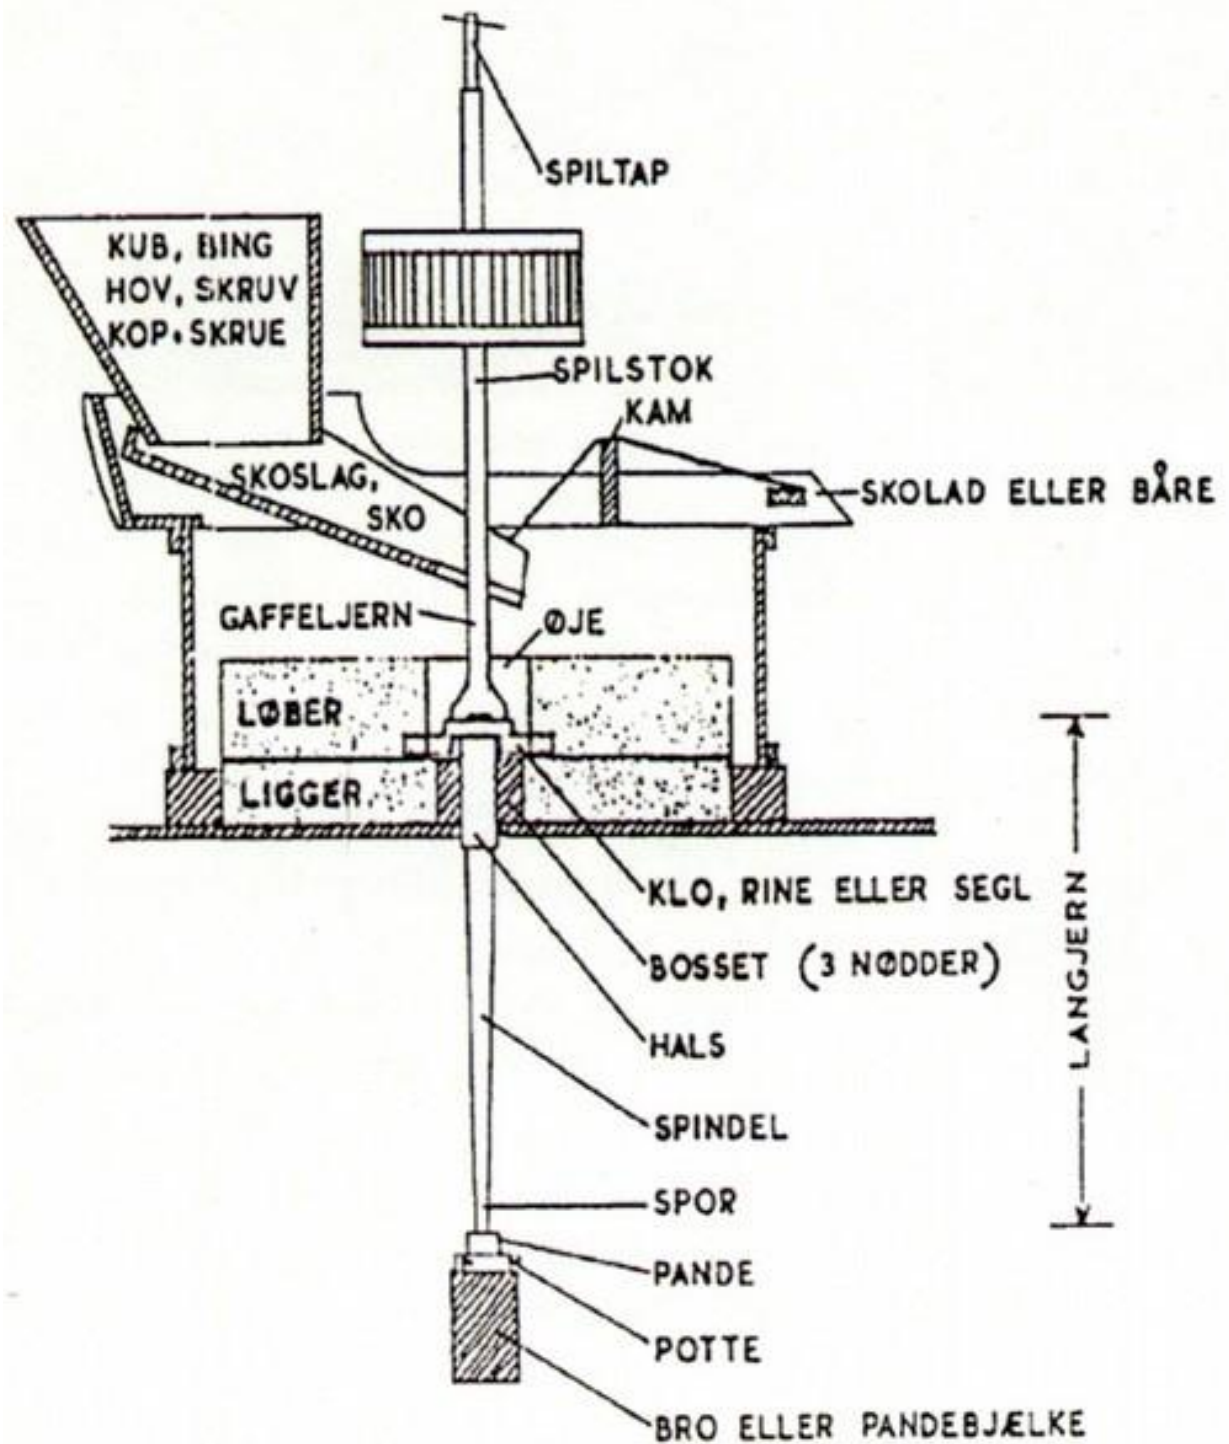 SPILTAP
KUB, BING
HOV, SKRUV
KOP. SKRUE
SPILSTOK
KAM
SKOSLAG,
SKO
SKOLAD ELLER BÅRE
GAFFELJERN
ØJE
LØBER
LIGGER
KLO, RINE ELLER SEGL
BOSSET (3 NØDDER)
HALS
LANGJERN
SPINDEL
SPOR
PANDE
POTTE
BRO ELLER PANDEBJÆLKE